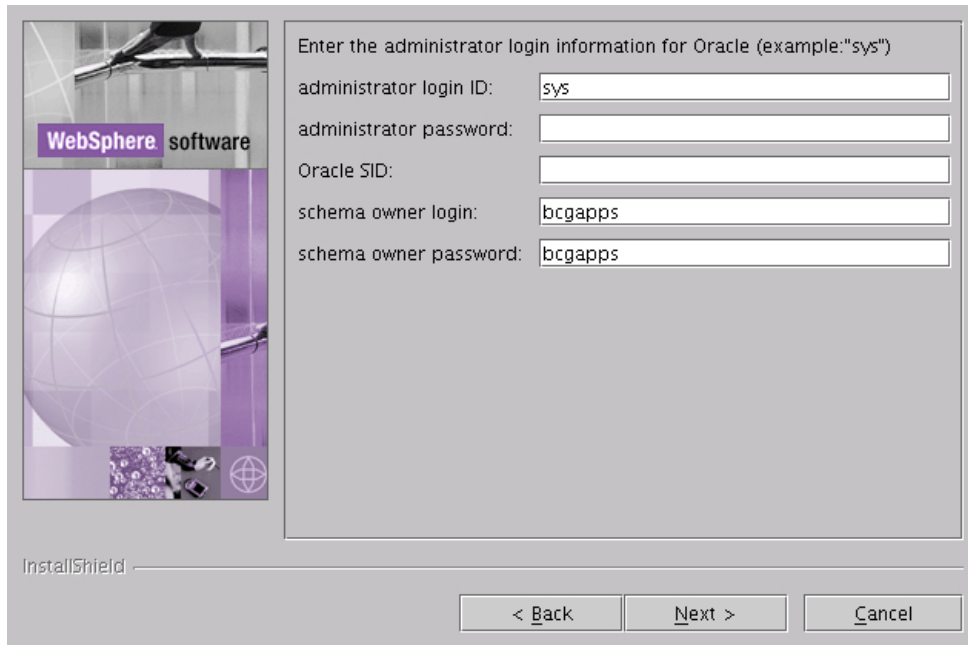 Enter the administrator login information for Oracle (example:"sys")
administrator login ID: sys
administrator password:
Oracle SID:
schema owner login: bcgapps
schema owner password: bcgapps
WebSphere software
InstallShield
< Back
Next >
Cancel